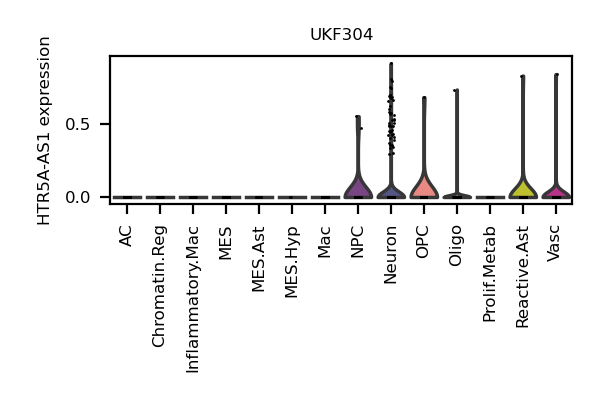 UKF304
HTR5A-AS1 expression
0.5
0.0
AC
Chromatin.Reg
Inflammatory.Mac
MES
MES.Ast
MES.Hyp
Mac
NPC
Neuron
OPC
Oligo
Prolif.Metab
Reactive.Ast
Vasc